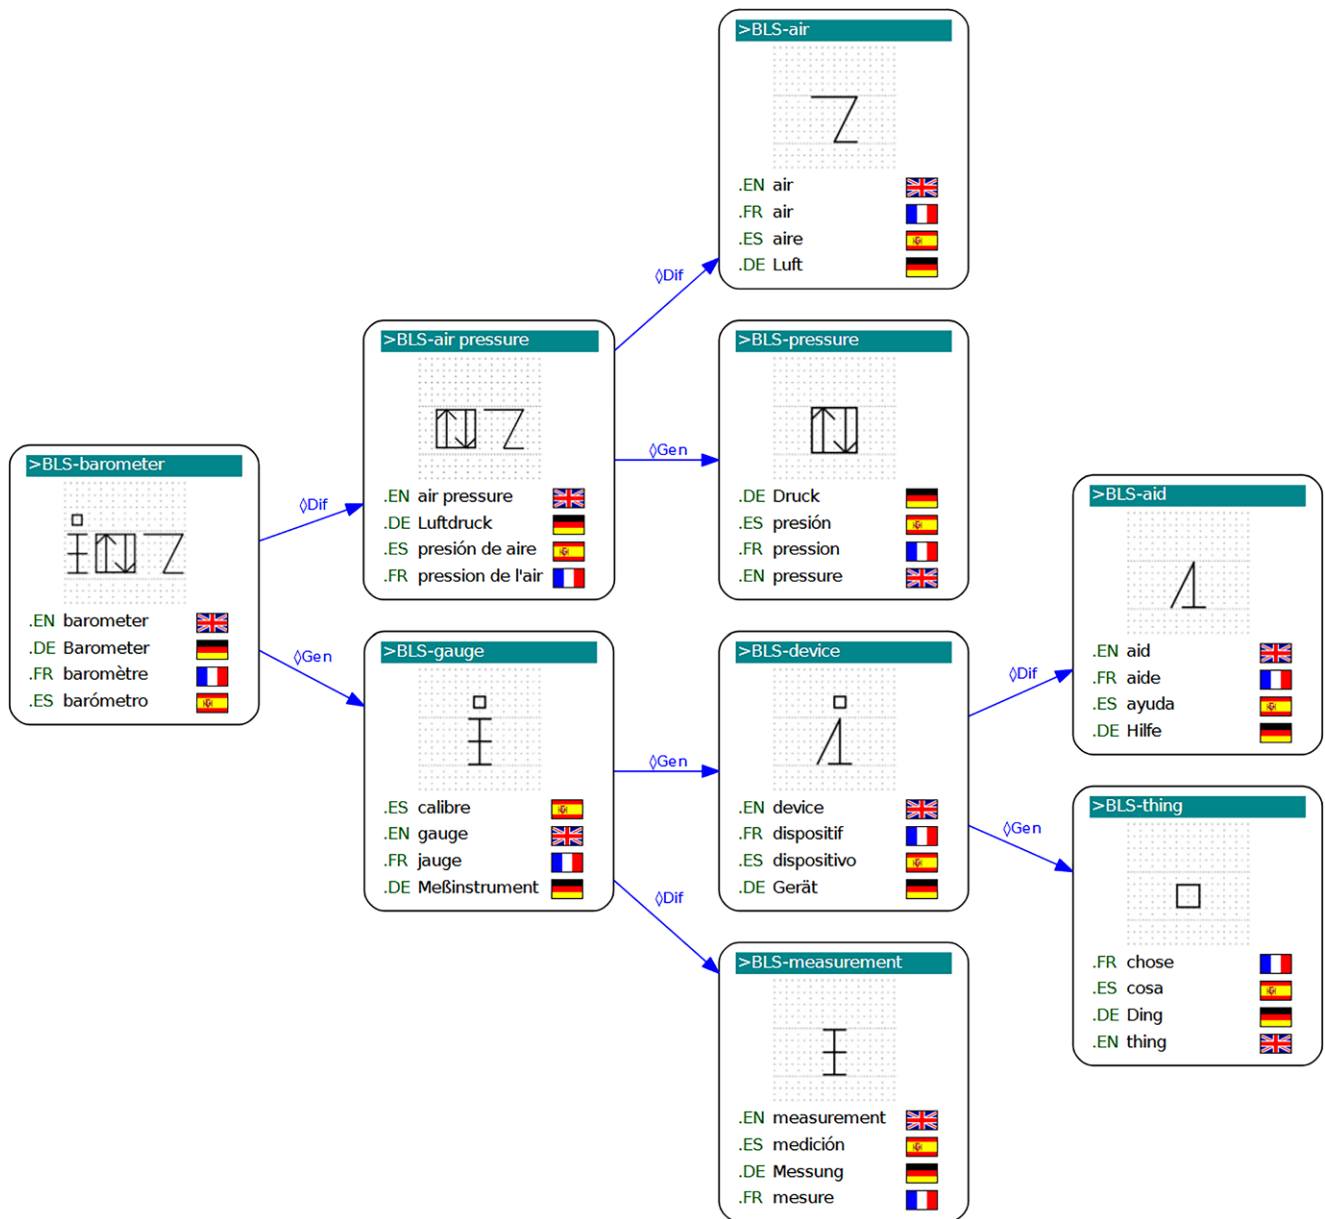 >BLS-air
.EN air
.FR air
.ES aire
.DE Luft
◊Dif
>BLS-air pressure
.EN air pressure
.DE Luftdruck
.ES presión de aire
.FR pression de l'air
◊Gen
>BLS-pressure
.DE Druck
.ES presión
.FR pression
.EN pressure
>BLS-barometer
.EN barometer
.DE Barometer
.FR baromètre
.ES barómetro
◊Dif
◊Gen
>BLS-gauge
.ES calibre
.EN gauge
.FR jauge
.DE Meßinstrument
◊Gen
◊Dif
>BLS-device
.EN device
.FR dispositif
.ES dispositivo
.DE Gerät
◊Dif
◊Gen
>BLS-aid
.EN aid
.FR aide
.ES ayuda
.DE Hilfe
>BLS-thing
.FR chose
.ES cosa
.DE Ding
.EN thing
>BLS-measurement
.EN measurement
.ES medición
.DE Messung
.FR mesure